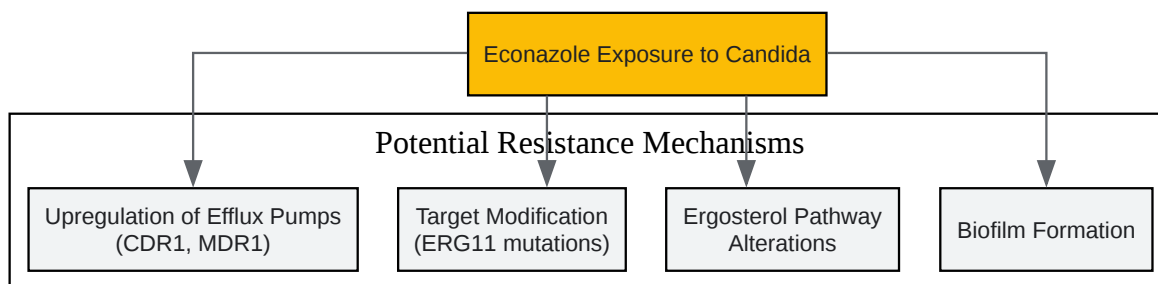 Econazole Exposure to Candida
Potential Resistance Mechanisms
Upregulation of Efflux Pumps
(CDR1, MDR1)
Target Modification
(ERG11 mutations)
Ergosterol Pathway
Alterations
Biofilm Formation